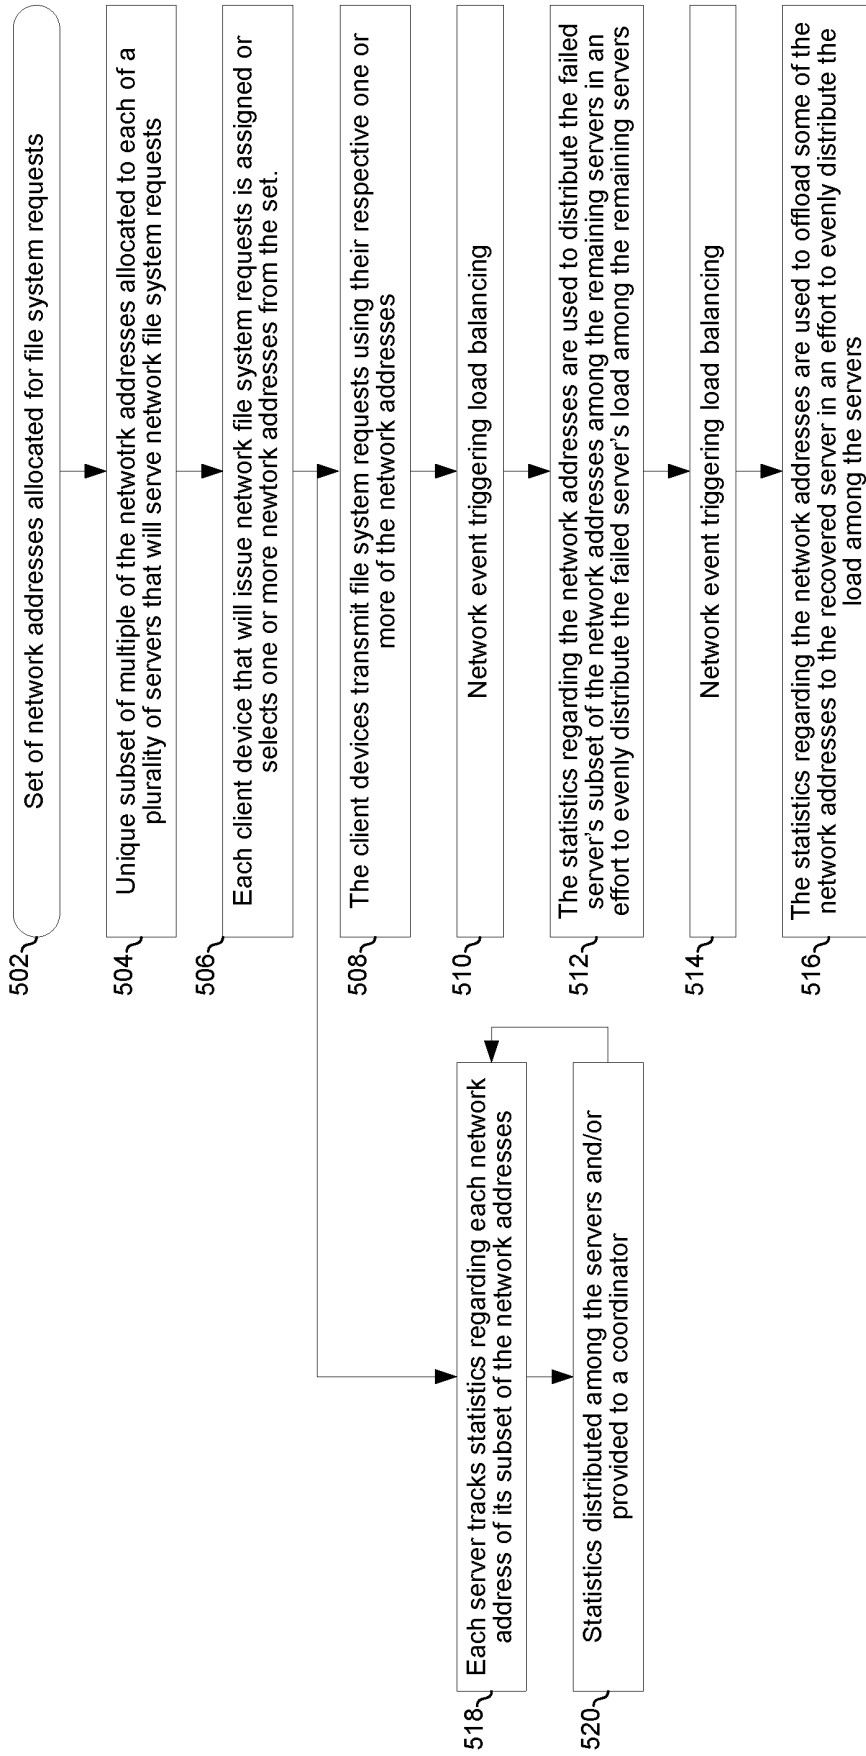 502
Set of network addresses allocated for file system requests
504
Unique subset of multiple of the netwotrk addresses allocated to each of a
plurality of servers that will serve network file system requests
506
Each client device that will issue network file system requests is assigned or
selects one or more newtork addresses from the set.
508
The client devices transmit file system requests using their respective one or
more of the network addresses
510
Network event triggering load balancing
512
The statistics regarding the network addresses are used to distribute the failed
server's subset of the network addresses among the remaining servers in an
effort to evenly distribute the failed server's load among the remaining servers
514
Network event triggering load balancing
516
The statistics regarding the network addresses are used to offload some of the
network addresses to the recovered server in an effort to evenly distribute the
load among the servers
518
Each server tracks statistics regarding each network
address of its subset of the network addresses
520
Statistics distributed among the servers and/or
provided to a coordinator